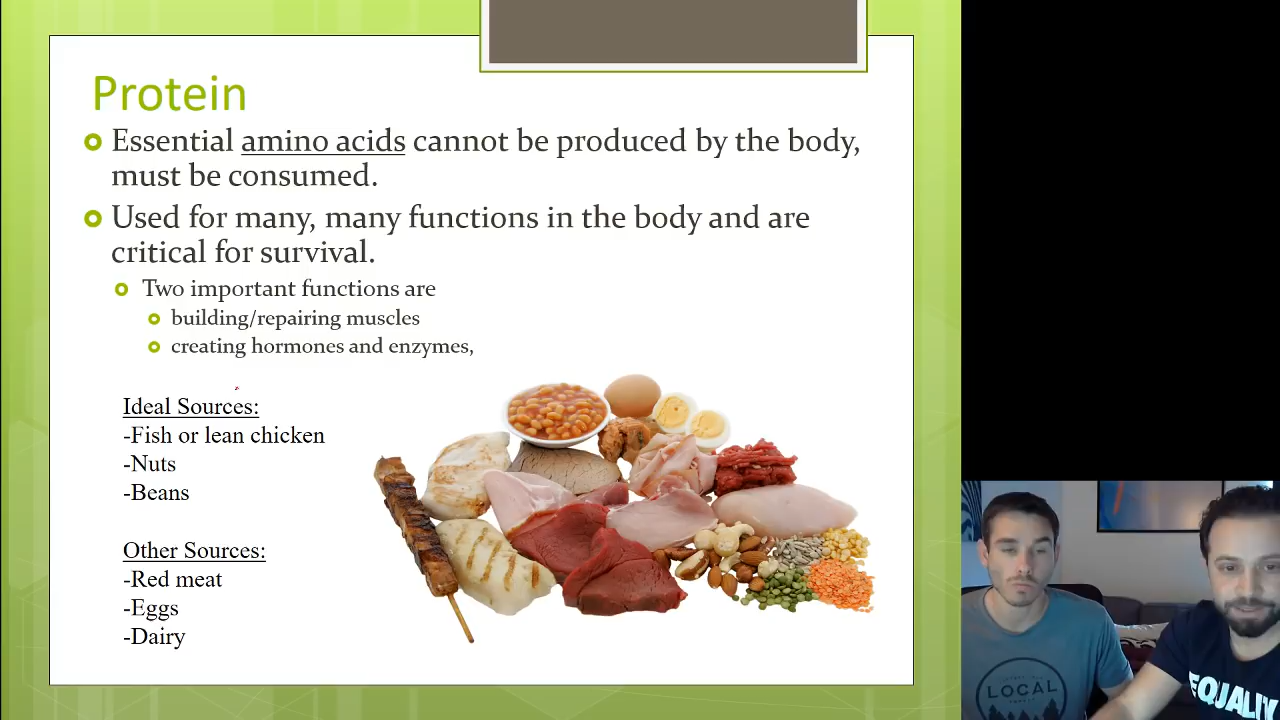 Protein
Essential amino acids cannot be produced by the body,
must be consumed.
Used for many, many functions in the body and are
critical for survival.
Two important functions are
building/repairing muscles
creating hormones and enzymes,
Ideal Sources:
-Fish or lean chicken
-Nuts
-Beans
Other Sources:
-Red meat
-Eggs
-Dairy
LOCAL